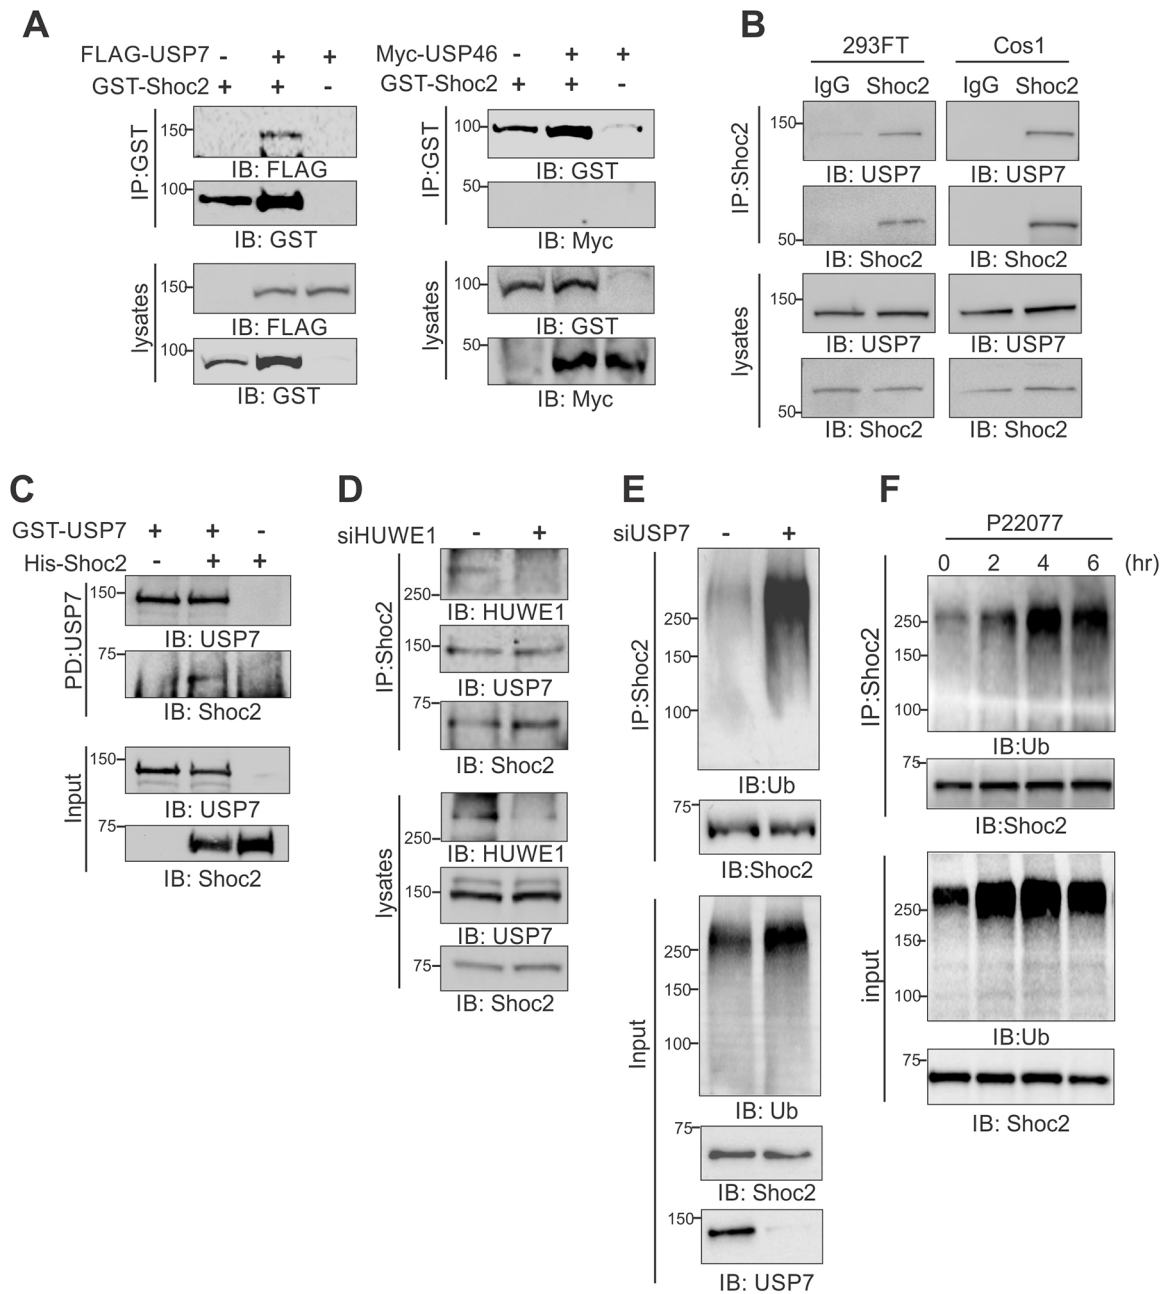 A
FLAG-USP7 - + +
GST-Shoc2 + + -
IP:GST
150
IB: FLAG
100
IB: GST
lysates
150
IB: FLAG
100
IB: GST
Myc-USP46 - + +
GST-Shoc2 + + -
IP:GST
100
IB: GST
50
IB: Myc
lysates
100
IB: GST
50
IB: Myc
B
293FT Cos1
IgG Shoc2 IgG Shoc2
IP:Shoc2
150
IB: USP7 IB: USP7
50
IB: Shoc2 IB: Shoc2
lysates
150
IB: USP7 IB: USP7
50
IB: Shoc2 IB: Shoc2
C
GST-USP7 + + -
His-Shoc2 - + +
PD:USP7
150
IB: USP7
75
IB: Shoc2
Input
150
IB: USP7
75
IB: Shoc2
D
siHUWE1 - +
IP:Shoc2
250
IB: HUWE1
150
IB: USP7
75
IB: Shoc2
lysates
250
IB: HUWE1
150
IB: USP7
75
IB: Shoc2
E
siUSP7 - +
IP:Shoc2
250
150
100
IB:Ub
75
IB:Shoc2
Input
250
150
100
IB: Ub
75
IB: Shoc2
150
IB: USP7
F
P22077
0 2 4 6 (hr)
IP:Shoc2
250
150
100
IB:Ub
75
IB:Shoc2
input
250
150
100
IB:Ub
75
IB: Shoc2